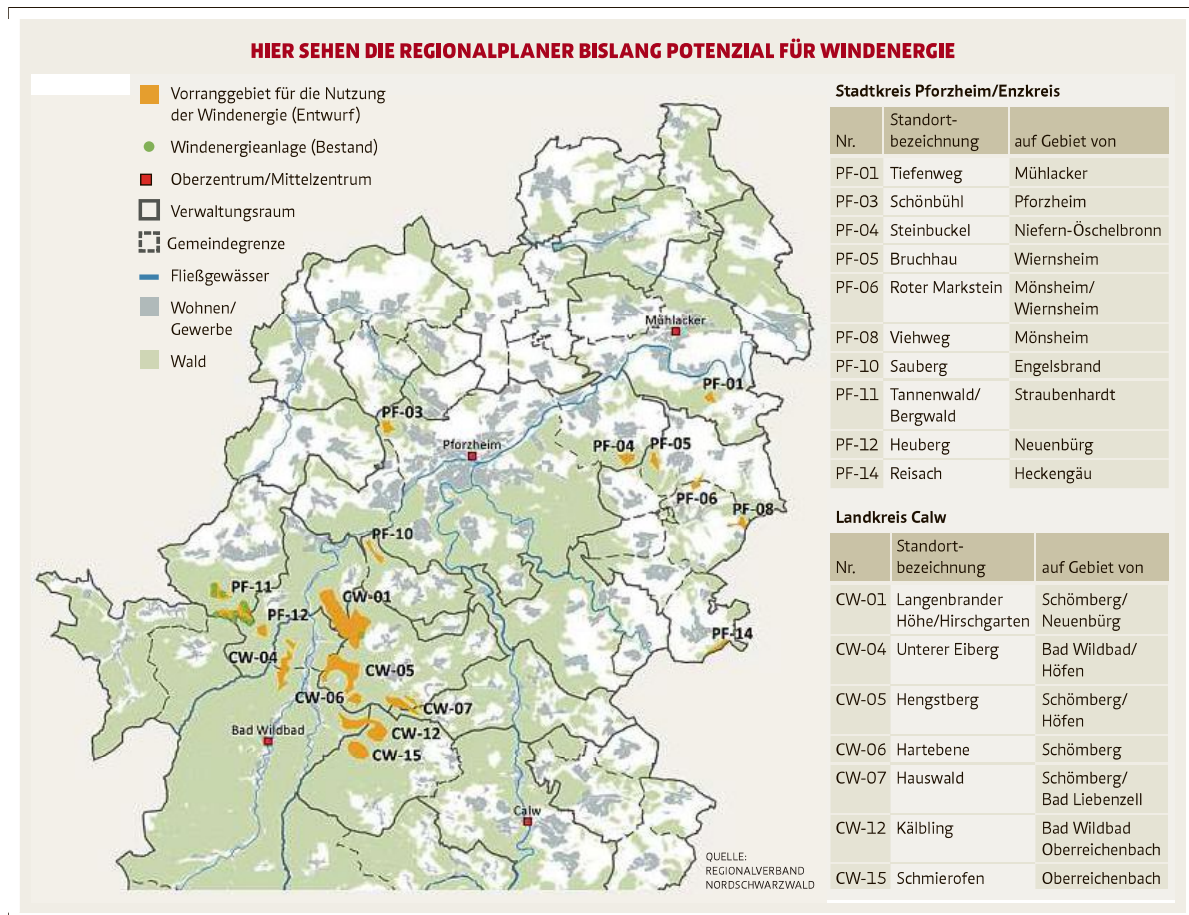 HIER SEHEN DIE REGIONALPLANER BISLANG POTENZIAL FÜR WINDENERGIE
Vorranggebiet für die Nutzung
der Windenergie (Entwurf)
Windenergieanlage (Bestand)
Oberzentrum/Mittelzentrum
Verwaltungsraum
Gemeindegrenze
Fließgewässer
Wohnen/
Gewerbe
Wald
Mühlacker
PF-01
PF-03
Pforzheim
PF-04
PF-05
PF-06
PF-08
PF-10
PF-11
CW-01
PF-12
PF-14
CW-04
CW-05
CW-06
CW-07
Bad Wildbad
CW-12
CW-15
Calw
QUELLE:
REGIONALVERBAND
NORDSCHWARZWALD
Stadtkreis Pforzheim/Enzkreis
Nr. Standort- auf Gebiet von
bezeichnung
PF-01 Tiefenweg Mühlacker
PF-03 Schönbühl Pforzheim
PF-04 Steinbuckel Niefern-Öschelbronn
PF-05 Bruchhau Wiernsheim
PF-06 Roter Markstein Mönsheim/
Wiernsheim
PF-08 Viehweg Mönsheim
PF-10 Sauberg Engelsbrand
PF-11 Tannenwald/ Straubenhardt
Bergwald
PF-12 Heuberg Neuenbürg
PF-14 Reisach Heckengäu
Landkreis Calw
Nr. Standort- auf Gebiet von
bezeichnung
CW-01 Langenbrander Schömberg/
Höhe/Hirschgarten Neuenbürg
CW-04 Unterer Eiberg Bad Wildbad/
Höfen
CW-05 Hengstberg Schömberg/
Höfen
CW-06 Hartebene Schömberg
CW-07 Hauswald Schömberg/
Bad Liebenzell
CW-12 Kälbling Bad Wildbad
Oberreichenbach
CW-15 Schmierofen Oberreichenbach